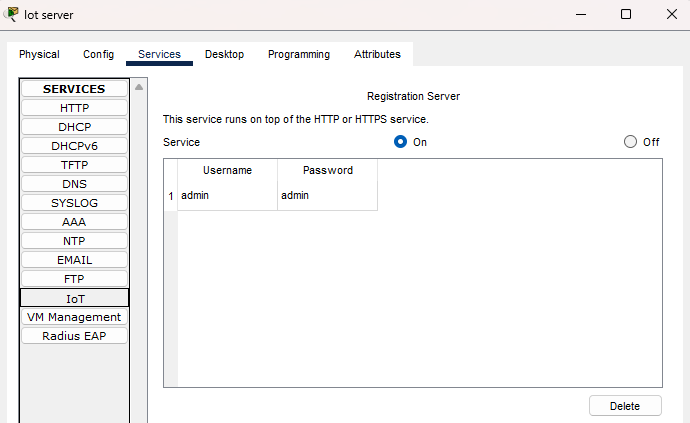 Iot server
Physical Config Services Desktop Programming Attributes
SERVICES
HTTP
DHCP
DHCPv6
TFTP
DNS
SYSLOG
AAA
NTP
EMAIL
FTP
IoT
VM Management
Radius EAP
Registration Server
This service runs on top of the HTTP or HTTPS service.
Service On Off
Username Password
1 admin admin
Delete